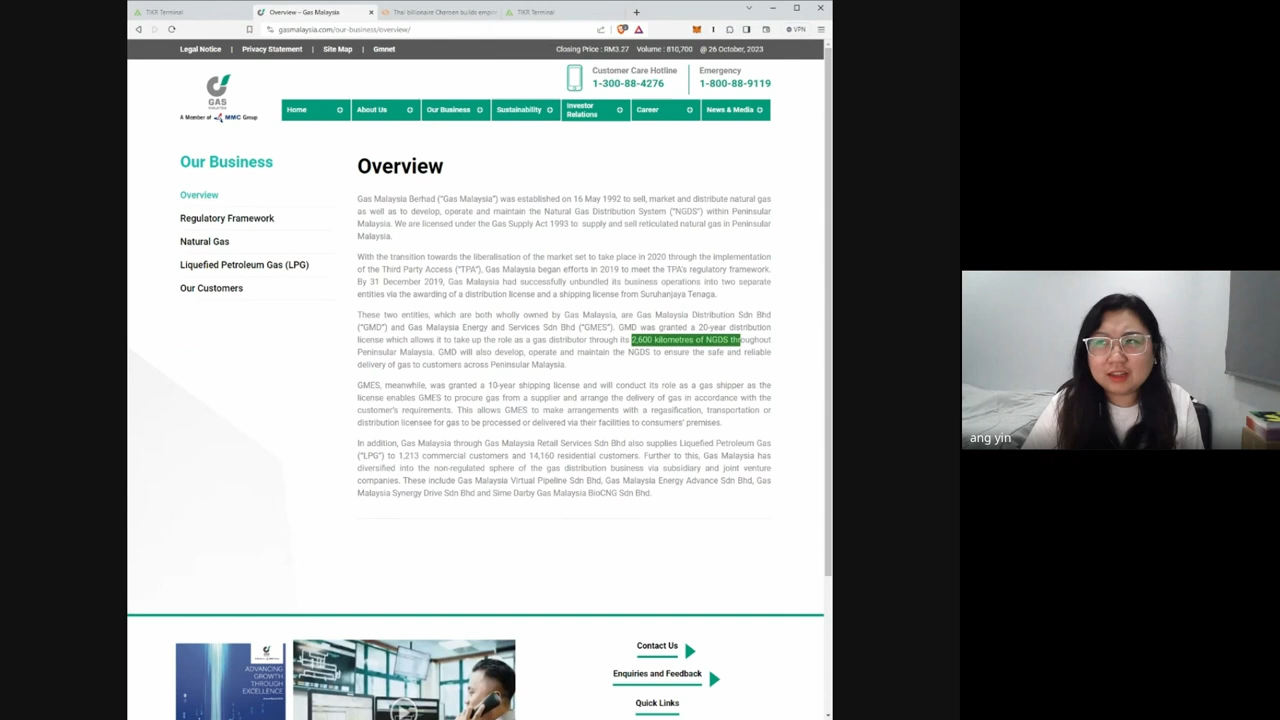 TIKR Terminal
Overview – Gas Malaysia
Thai billionaire Charoen builds empir
TIKR Terminal
gasmalaysia.com/our-business/overview/
VPN
Legal Notice | Privacy Statement | Site Map | Gmnet
Closing Price : RM3.27 Volume : 810,700 @ 26 October, 2023
Customer Care Hotline
1-300-88-4276
Emergency
1-800-88-9119
GAS
MALAYSIA
A Member of MMC Group
Home
About Us
Our Business
Sustainability
Investor
Relations
Career
News & Media
Our Business
Overview
Regulatory Framework
Natural Gas
Liquefied Petroleum Gas (LPG)
Our Customers
Overview
Gas Malaysia Berhad ("Gas Malaysia") was established on 16 May 1992 to sell, market and distribute natural gas
as well as to develop, operate and maintain the Natural Gas Distribution System ("NGDS") within Peninsular
Malaysia. We are licensed under the Gas Supply Act 1993 to supply and sell reticulated natural gas in Peninsular
Malaysia.
With the transition towards the liberalisation of the market set to take place in 2020 through the implementation
of the Third Party Access ("TPA"), Gas Malaysia began efforts in 2019 to meet the TPA's regulatory framework.
By 31 December 2019, Gas Malaysia had successfully unbundled its business operations into two separate
entities via the awarding of a distribution license and a shipping license from Suruhanjaya Tenaga.
These two entities, which are both wholly owned by Gas Malaysia, are Gas Malaysia Distribution Sdn Bhd
("GMD") and Gas Malaysia Energy and Services Sdn Bhd ("GMES"). GMD was granted a 20-year distribution
license which allows it to take up the role as a gas distributor through its 2,600 kilometres of NGDS throughout
Peninsular Malaysia. GMD will also develop, operate and maintain the NGDS to ensure the safe and reliable
delivery of gas to customers across Peninsular Malaysia.
GMES, meanwhile, was granted a 10-year shipping license and will conduct its role as a gas shipper as the
license enables GMES to procure gas from a supplier and arrange the delivery of gas in accordance with the
customer's requirements. This allows GMES to make arrangements with a regasification, transportation or
distribution licensee for gas to be processed or delivered via their facilities to consumers' premises.
In addition, Gas Malaysia through Gas Malaysia Retail Services Sdn Bhd also supplies Liquefied Petroleum Gas
("LPG") to 1,213 commercial customers and 14,160 residential customers. Further to this, Gas Malaysia has
diversified into the non-regulated sphere of the gas distribution business via subsidiary and joint venture
companies. These include Gas Malaysia Virtual Pipeline Sdn Bhd, Gas Malaysia Energy Advance Sdn Bhd, Gas
Malaysia Synergy Drive Sdn Bhd and Sime Darby Gas Malaysia BioCNG Sdn Bhd.
ADVANCING
GROWTH
THROUGH
EXCELLENCE
Contact Us
Enquiries and Feedback
Quick Links
ang yin